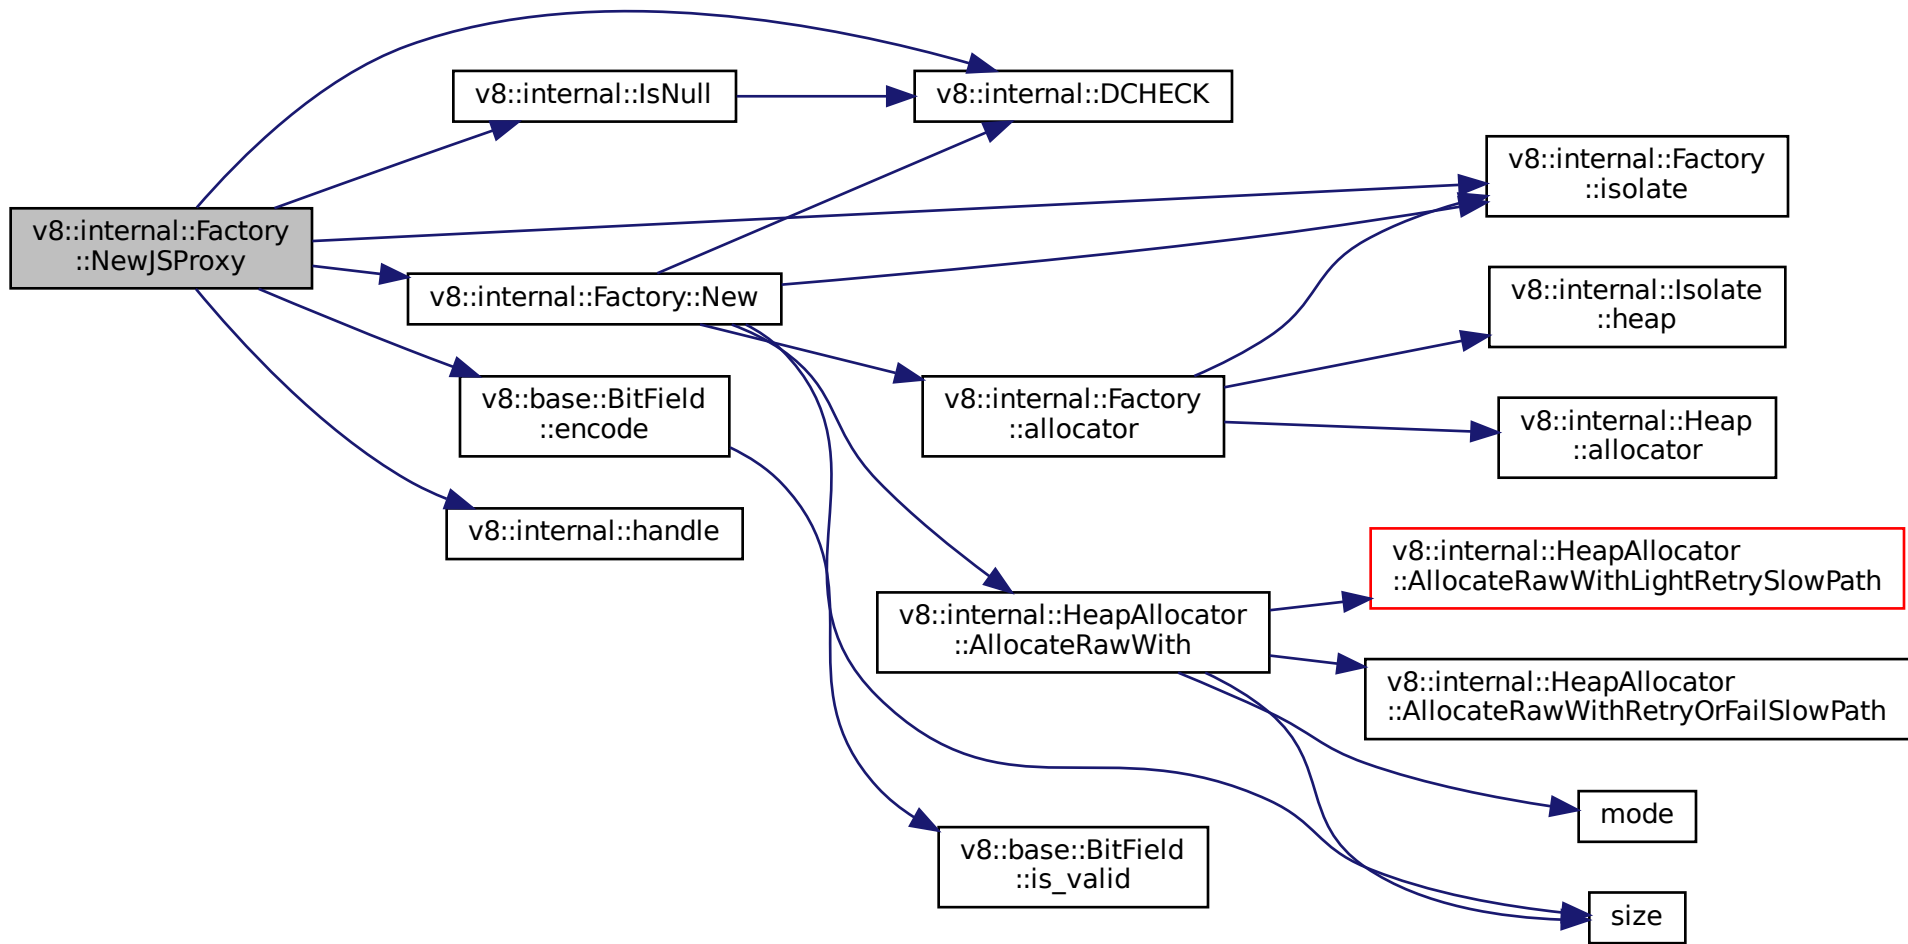 v8::internal::Factory
::NewJSProxy
v8::internal::IsNull
v8::internal::DCHECK
v8::internal::Factory
::isolate
v8::internal::Factory::New
v8::internal::Isolate
::heap
v8::base::BitField
::encode
v8::internal::Factory
::allocator
v8::internal::Heap
::allocator
v8::internal::handle
v8::internal::HeapAllocator
::AllocateRawWithLightRetrySlowPath
v8::internal::HeapAllocator
::AllocateRawWith
v8::internal::HeapAllocator
::AllocateRawWithRetryOrFailSlowPath
mode
v8::base::BitField
::is_valid
size